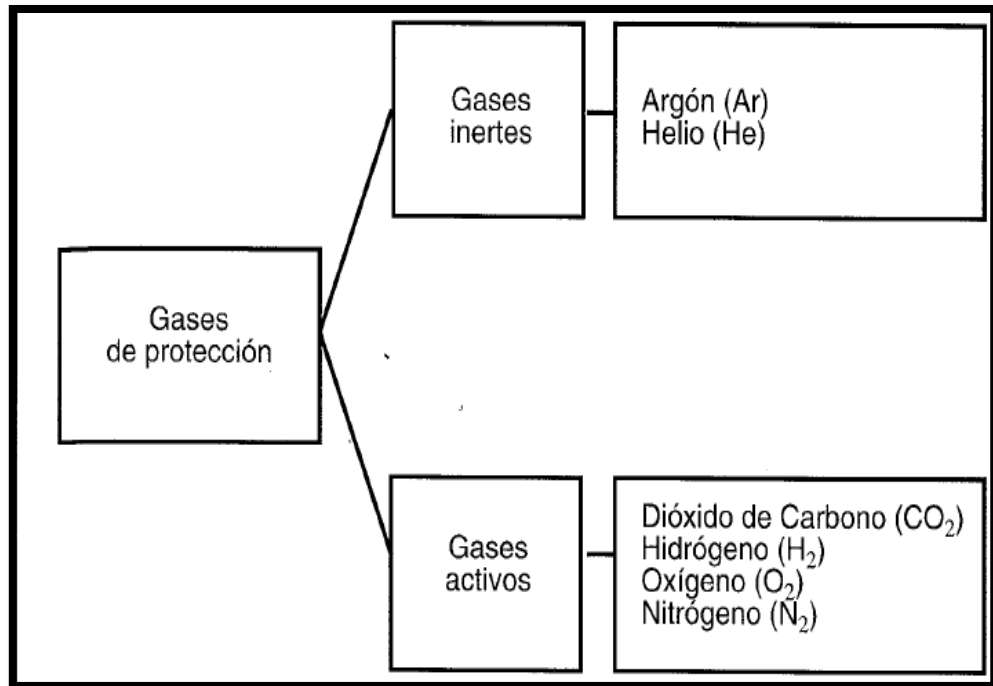 Gases
de protección
Gases
inertes
Argón (Ar)
Helio (He)
Gases
activos
Dióxido de Carbono (CO₂)
Hidrógeno (H₂)
Oxígeno (O₂)
Nitrógeno (N₂)